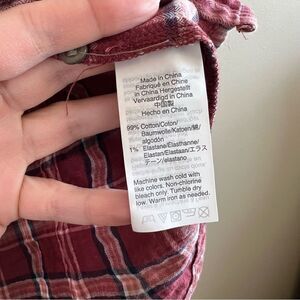 Made in China
Fabriqué en Chine
in China Hergestellt
Vervaardigd in China
中国製
Hecho en China
99% Cotton/Coton/
Baumwolle/Katoen/綿/
algodón
1% Elastane/Elasthanne/
Elastan/Elastaan/エラス
テーン/elastano
Machine wash cold with
like colors. Non-chlorine
bleach only. Tumble dry
low. Warm iron as needed.